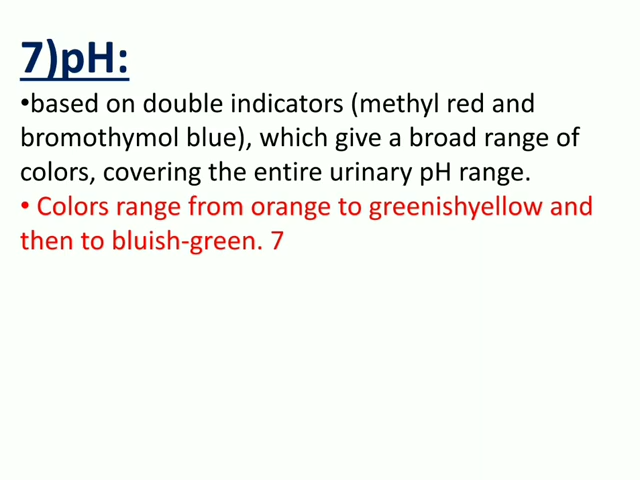 7)pH:
•based on double indicators (methyl red and
bromothymol blue), which give a broad range of
colors, covering the entire urinary pH range.
• Colors range from orange to greenishyellow and
then to bluish-green. 7